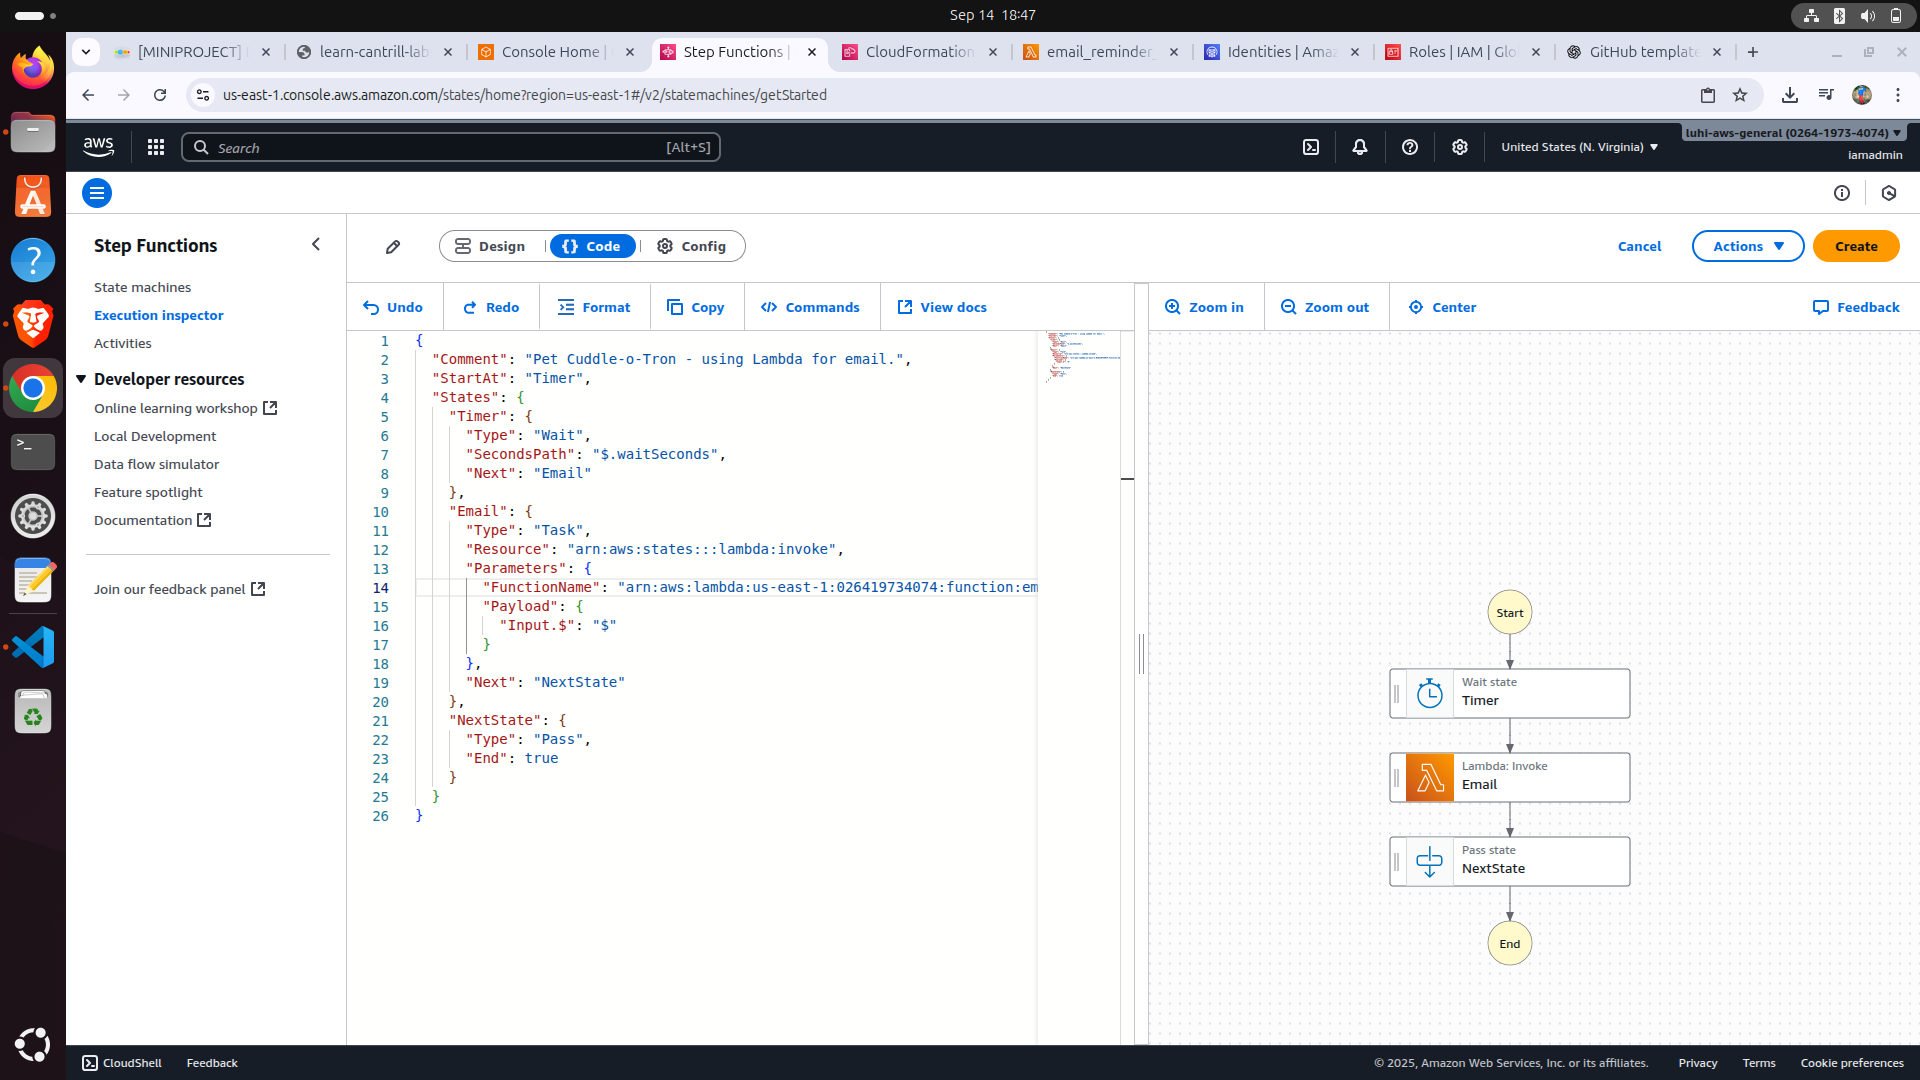 Sep 14 18:47
[MINIPROJECT]
learn-cantrill-lab
Console Home |
Step Functions |
CloudFormation
email_reminder_
Identities | Amaz
Roles | IAM | Glo
GitHub template
us-east-1.console.aws.amazon.com/states/home?region=us-east-1#/v2/statemachines/getStarted
aws
Search
[Alt+S]
United States (N. Virginia)
luhi-aws-general (0264-1973-4074)
iamadmin
Step Functions
State machines
Execution inspector
Activities
Developer resources
Online learning workshop
Local Development
Data flow simulator
Feature spotlight
Documentation
Join our feedback panel
Design
{} Code
Config
Cancel
Actions
Create
Undo
Redo
Format
Copy
Commands
View docs
Zoom in
Zoom out
Center
Feedback
1 {
2 "Comment": "Pet Cuddle-o-Tron - using Lambda for email.",
3 "StartAt": "Timer",
4 "States": {
5 "Timer": {
6 "Type": "Wait",
7 "SecondsPath": "$.waitSeconds",
8 "Next": "Email"
9 },
10 "Email": {
11 "Type": "Task",
12 "Resource": "arn:aws:states:::lambda:invoke",
13 "Parameters": {
14 "FunctionName": "arn:aws:lambda:us-east-1:026419734074:function:em
15 "Payload": {
16 "Input.$": "$"
17 }
18 },
19 "Next": "NextState"
20 },
21 "NextState": {
22 "Type": "Pass",
23 "End": true
24 }
25 }
26 }
Start
Wait state
Timer
Lambda: Invoke
Email
Pass state
NextState
End
CloudShell
Feedback
© 2025, Amazon Web Services, Inc. or its affiliates.
Privacy
Terms
Cookie preferences